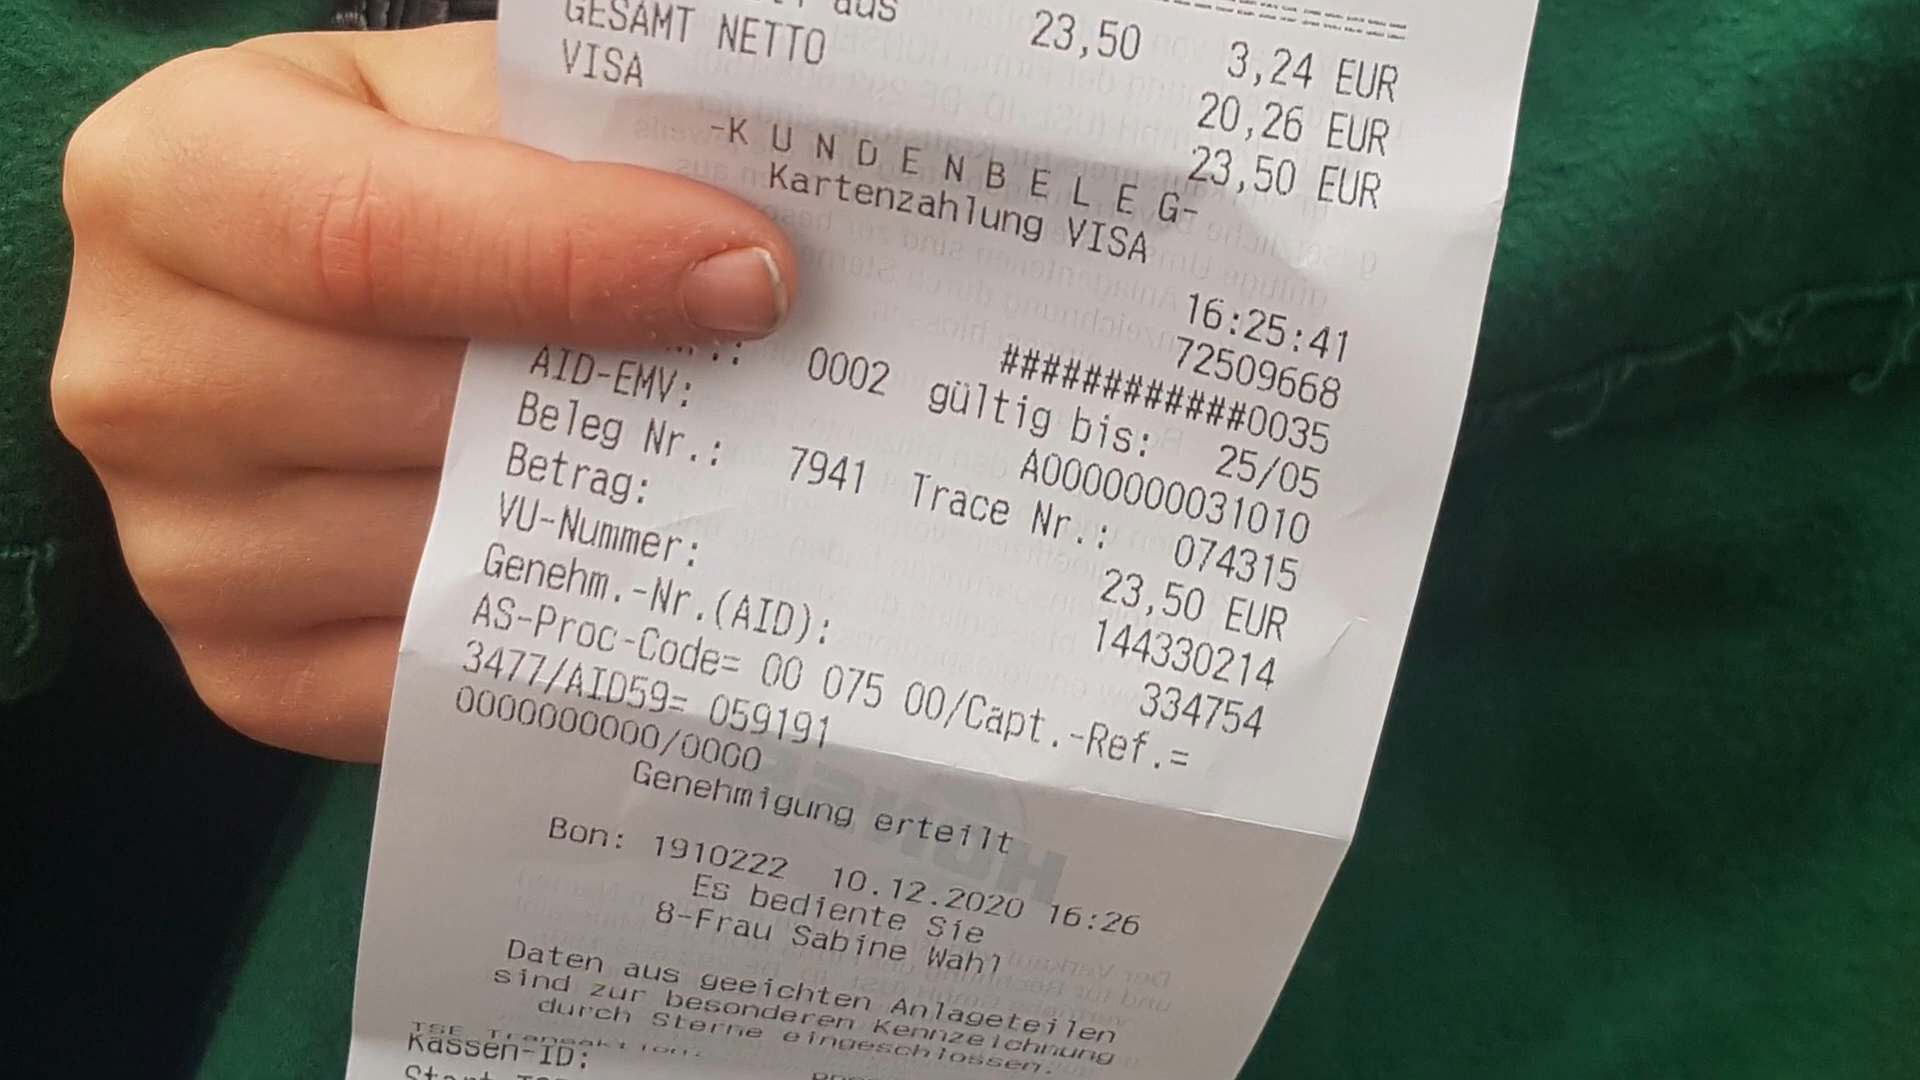 aus 23,50 3,24 EUR
GESAMT NETTO 20,26 EUR
VISA 23,50 EUR
-K U N D E N B E L E G-
Kartenzahlung VISA
16:25:41
72509668
###########0035
0002 gültig bis: 25/05
AID-EMV: A0000000031010
Beleg Nr.: 7941 Trace Nr.: 074315
Betrag: 23,50 EUR
VU-Nummer: 144330214
Genehm.-Nr.(AID): 334754
AS-Proc-Code= 00 075 00/Capt.-Ref.=
3477/AID59= 059191
0000000000/0000
Genehmigung erteilt
Bon: 1910222 10.12.2020 16:26
Es bediente Sie
8-Frau Sabine Wahl
Daten aus geeichten Anlageteilen
sind zur besonderen Kennzeichnung
durch Sterne eingeschlossen.
TSE Transaktion:
Kassen-ID: